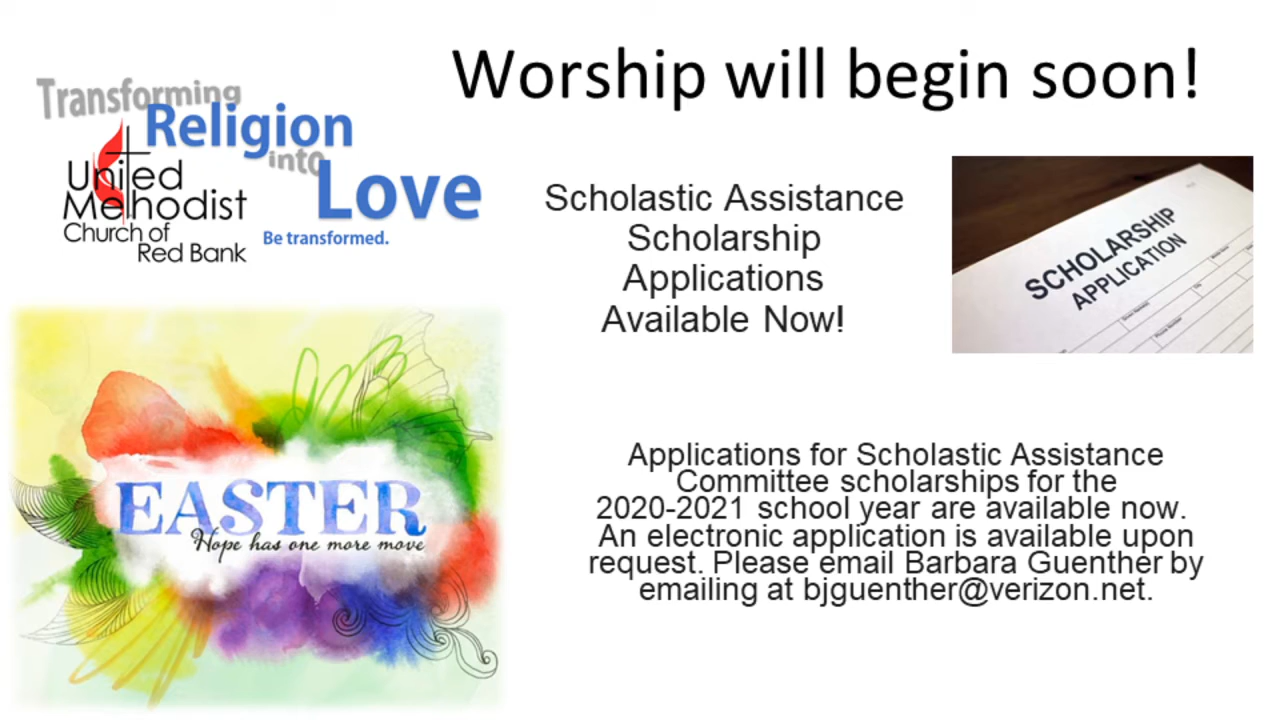 Worship will begin soon!
Transforming
Religion
into
Love
United
Methodist
Church of
Red Bank
Be transformed.
Scholastic Assistance
Scholarship
Applications
Available Now!
SCHOLARSHIP
APPLICATION
EASTER
Hope has one more move
Applications for Scholastic Assistance
Committee scholarships for the
2020-2021 school year are available now.
An electronic application is available upon
request. Please email Barbara Guenther by
emailing at bjguenther@verizon.net.